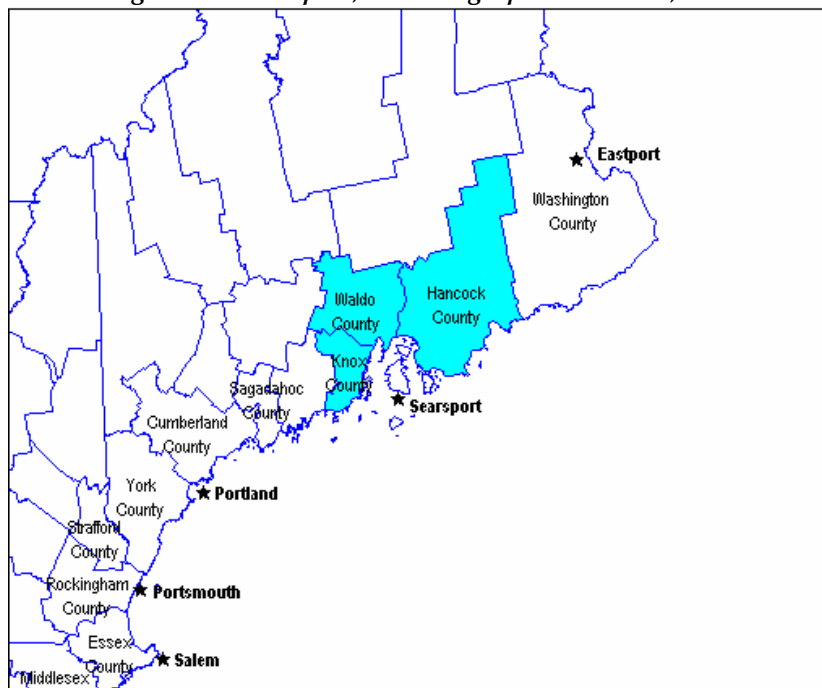 Eastport
Washington
County
Hancock
County
Waldo
County
Knox
County
Searsport
Sagadahoc
County
Cumberland
County
Portland
York
County
Strafford
County
Rockingham
County
Portsmouth
Essex
County
Salem
Middlesex